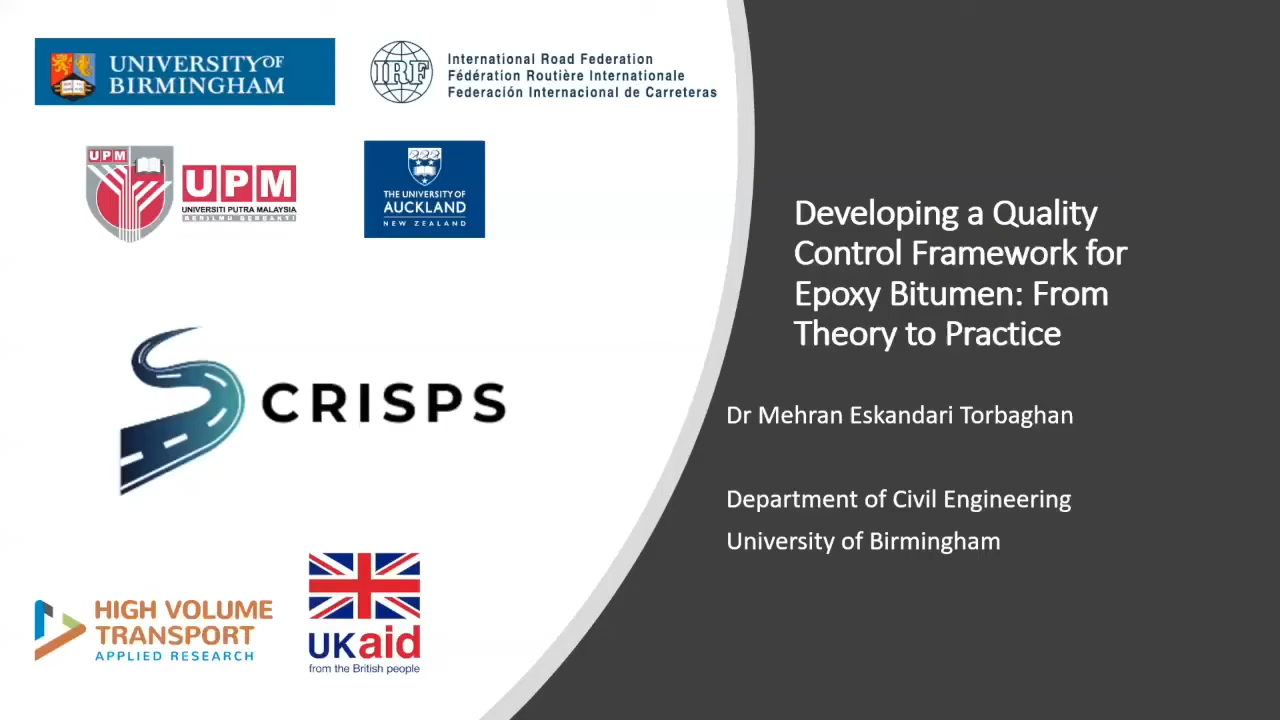 UNIVERSITY OF
BIRMINGHAM
IRF
International Road Federation
Fédération Routière Internationale
Federación Internacional de Carreteras
UPM
UPM
UNIVERSITI PUTRA MALAYSIA
BERILMU BERBAKTI
THE UNIVERSITY OF
AUCKLAND
NEW ZEALAND
CRISPS
HIGH VOLUME
TRANSPORT
APPLIED RESEARCH
UKaid
from the British people
Developing a Quality
Control Framework for
Epoxy Bitumen: From
Theory to Practice
Dr Mehran Eskandari Torbaghan
Department of Civil Engineering
University of Birmingham